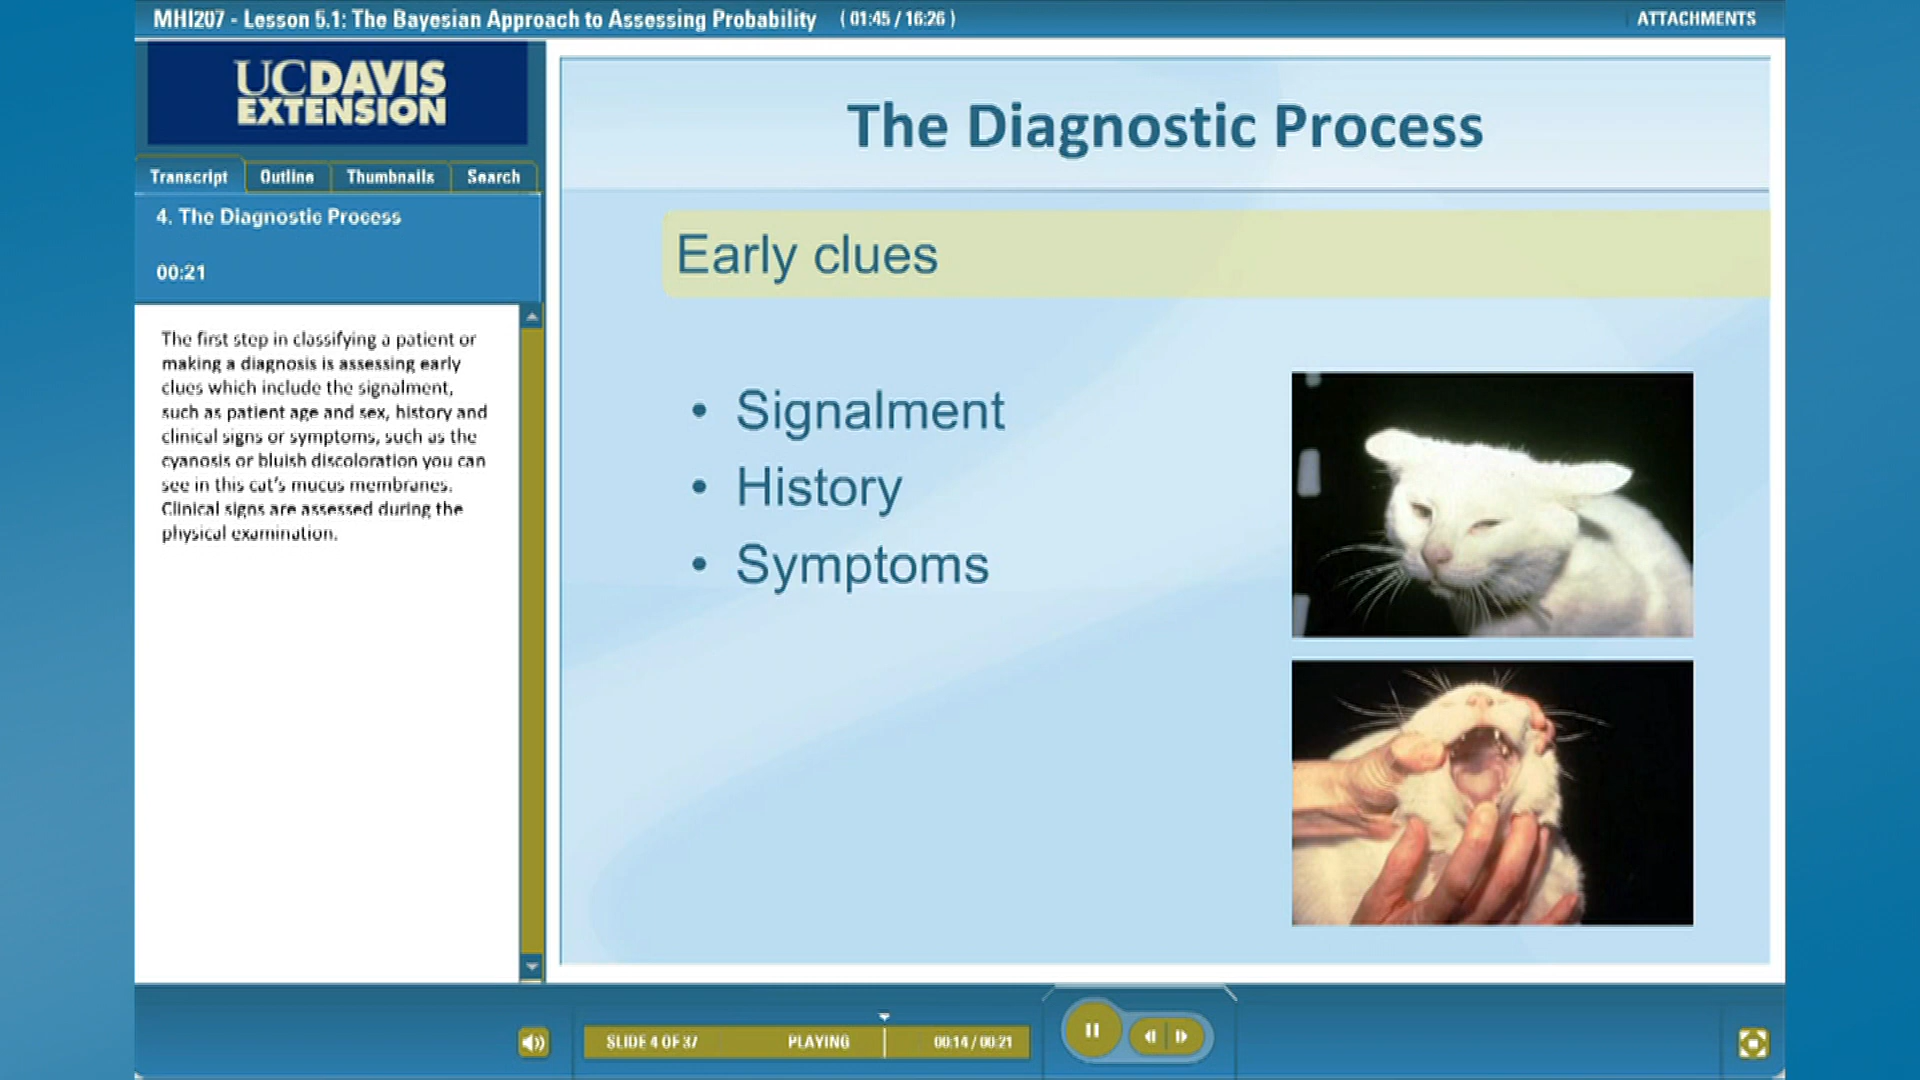 MHI207 - Lesson 5.1: The Bayesian Approach to Assessing Probability ( 01:45 / 16:26 )
ATTACHMENTS
UCDAVIS
EXTENSION
Transcript Outline Thumbnails Search
4. The Diagnostic Process
00:21
The first step in classifying a patient or
making a diagnosis is assessing early
clues which include the signalment,
such as patient age and sex, history and
clinical signs or symptoms, such as the
cyanosis or bluish discoloration you can
see in this cat's mucus membranes.
Clinical signs are assessed during the
physical examination.
The Diagnostic Process
Early clues
• Signalment
• History
• Symptoms
SLIDE 4 OF 37 PLAYING 00:14 / 00:21